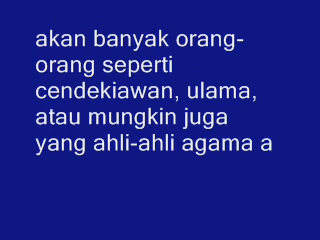 akan banyak orang-
orang seperti
cendekiawan, ulama,
atau mungkin juga
yang ahli-ahli agama a